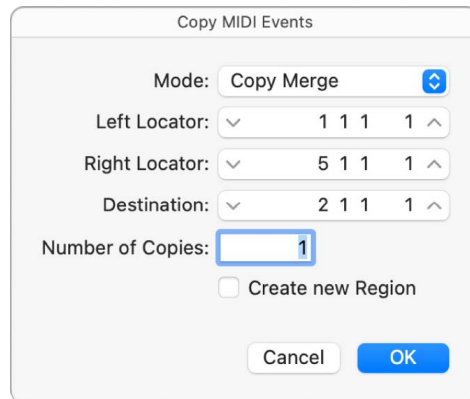 Copy MIDI Events
Mode: Copy Merge
Left Locator: 1 1 1 1
Right Locator: 5 1 1 1
Destination: 2 1 1 1
Number of Copies: 1
Create new Region
Cancel OK